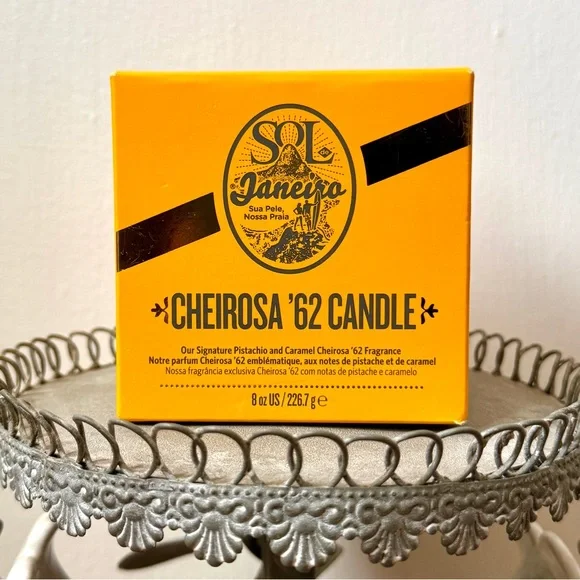 SOL
de
Janeiro
Sua Pele,
Nossa Praia
CHEIROSA '62 CANDLE
Our Signature Pistachio and Caramel Cheirosa '62 Fragrance
Notre parfum Cheirosa '62 emblématique, aux notes de pistache et de caramel
Nossa fragrância exclusiva Cheirosa '62 com notas de pistache e caramelo
8 oz US / 226.7 g ℮